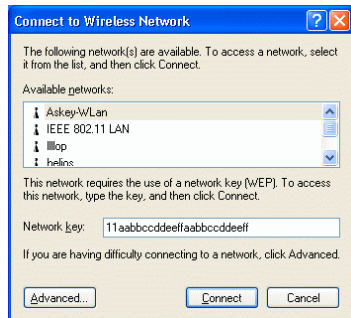 Connect to Wireless Network
The following network(s) are available. To access a network, select
it from the list, and then click Connect.
Available networks:
Askey-WLan
IEEE 802.11 LAN
op
helios
This network requires the use of a network key (WEP). To access
this network, type the key, and then click Connect.
Network key: 11aabbccddeeffaabbccddeeff
If you are having difficulty connecting to a network, click Advanced.
Advanced... Connect Cancel